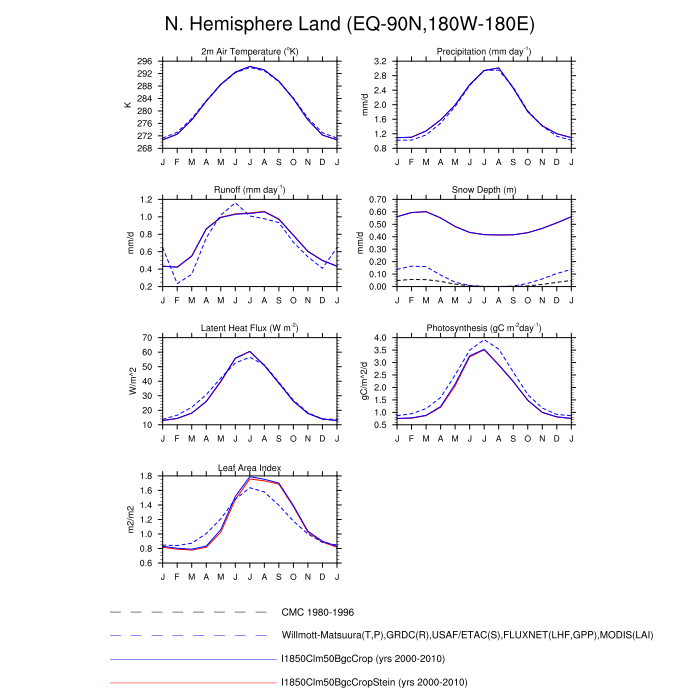 N. Hemisphere Land (EQ-90N,180W-180E)
2m Air Temperature (°K)
Precipitation (mm day⁻¹)
296
292
288
284
280
276
272
268
K
J F M A M J J A S O N D J
3.2
2.8
2.4
2.0
1.6
1.2
0.8
mm/d
J F M A M J J A S O N D J
Runoff (mm day⁻¹)
Snow Depth (m)
1.2
1.0
0.8
0.6
0.4
0.2
mm/d
J F M A M J J A S O N D J
0.70
0.60
0.50
0.40
0.30
0.20
0.10
0.00
mm/d
J F M A M J J A S O N D J
Latent Heat Flux (W m⁻²)
Photosynthesis (gC m⁻²day⁻¹)
70
60
50
40
30
20
10
W/m^2
J F M A M J J A S O N D J
4.0
3.5
3.0
2.5
2.0
1.5
1.0
0.5
gC/m^2/d
J F M A M J J A S O N D J
Leaf Area Index
1.8
1.6
1.4
1.2
1.0
0.8
0.6
m2/m2
J F M A M J J A S O N D J
CMC 1980-1996
Willmott-Matsuura(T,P),GRDC(R),USAF/ETAC(S),FLUXNET(LHF,GPP),MODIS(LAI)
I1850Clm50BgcCrop (yrs 2000-2010)
I1850Clm50BgcCropStein (yrs 2000-2010)